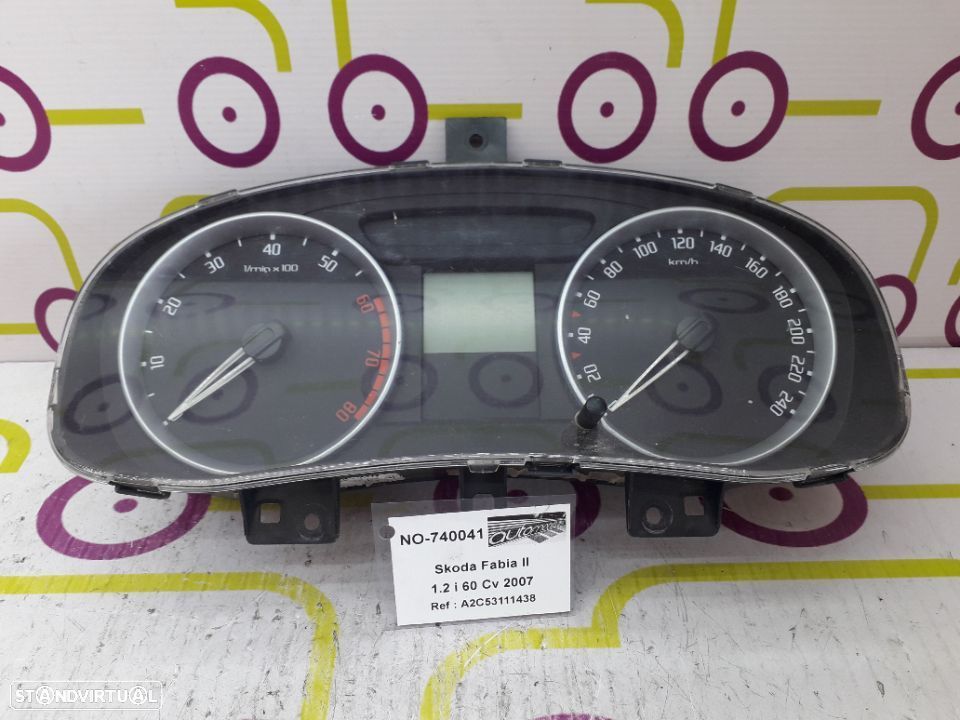 10
20
30
40
50
60
70
80
1/min x 100
20
40
60
80
100
120
140
160
180
200
220
240
km/h
NO-740041
Skoda Fabia II
1.2 i 60 Cv 2007
Ref : A2C53111438
STANDVIRTUAL